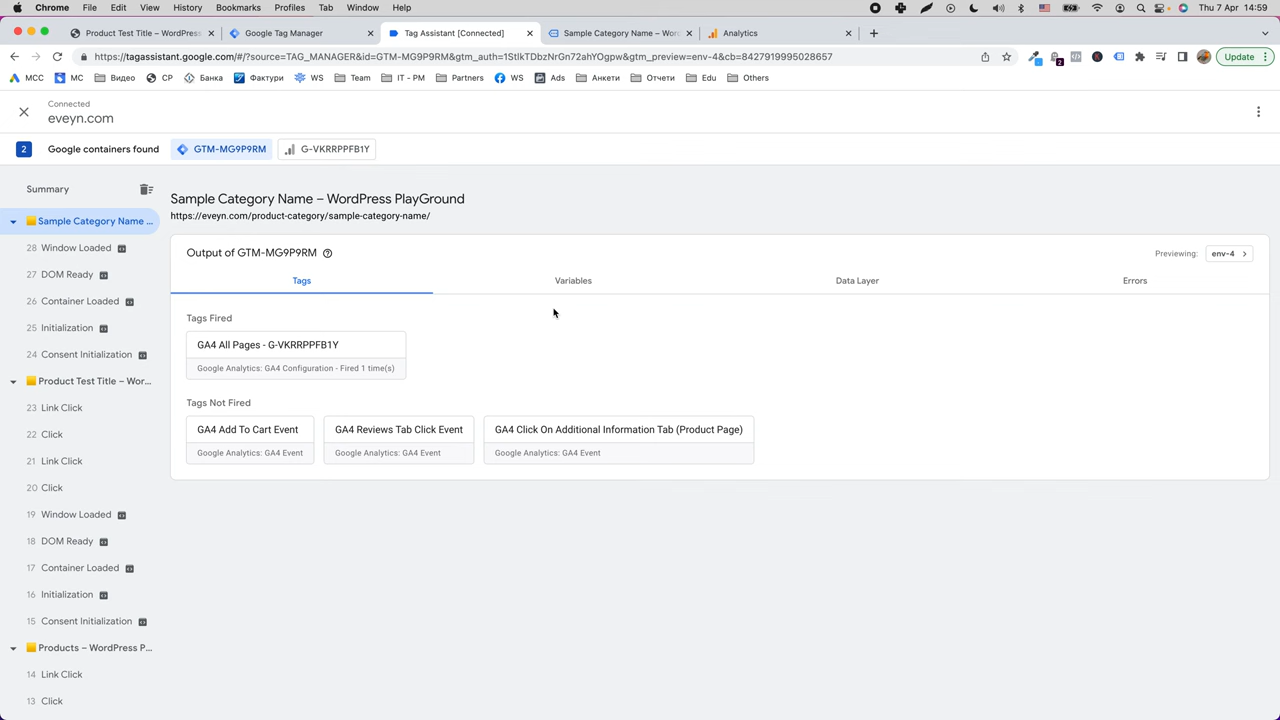 Chrome File Edit View History Bookmarks Profiles Tab Window Help Thu 7 Apr 14:59
Product Test Title – WordPress Google Tag Manager Tag Assistant [Connected] Sample Category Name – Wor Analytics
https://tagassistant.google.com/#/?source=TAG_MANAGER&id=GTM-MG9P9RM&gtm_auth=1StlkTDbzNrGn72ahYOgpw&gtm_preview=env-4&cb=8427919995028657 Update
MCC MC Видео CP Банка Фактури WS Team IT - PM Partners WS Ads Анкети Отчети Edu Others
Connected
eveyn.com
2 Google containers found GTM-MG9P9RM G-VKRRPPFB1Y
Summary
Sample Category Name ...
28 Window Loaded
27 DOM Ready
26 Container Loaded
25 Initialization
24 Consent Initialization
Product Test Title – Wor...
23 Link Click
22 Click
21 Link Click
20 Click
19 Window Loaded
18 DOM Ready
17 Container Loaded
16 Initialization
15 Consent Initialization
Products – WordPress P...
14 Link Click
13 Click
Sample Category Name – WordPress PlayGround
https://eveyn.com/product-category/sample-category-name/
Output of GTM-MG9P9RM Previewing: env-4
Tags Variables Data Layer Errors
Tags Fired
GA4 All Pages - G-VKRRPPFB1Y
Google Analytics: GA4 Configuration - Fired 1 time(s)
Tags Not Fired
GA4 Add To Cart Event GA4 Reviews Tab Click Event GA4 Click On Additional Information Tab (Product Page)
Google Analytics: GA4 Event Google Analytics: GA4 Event Google Analytics: GA4 Event